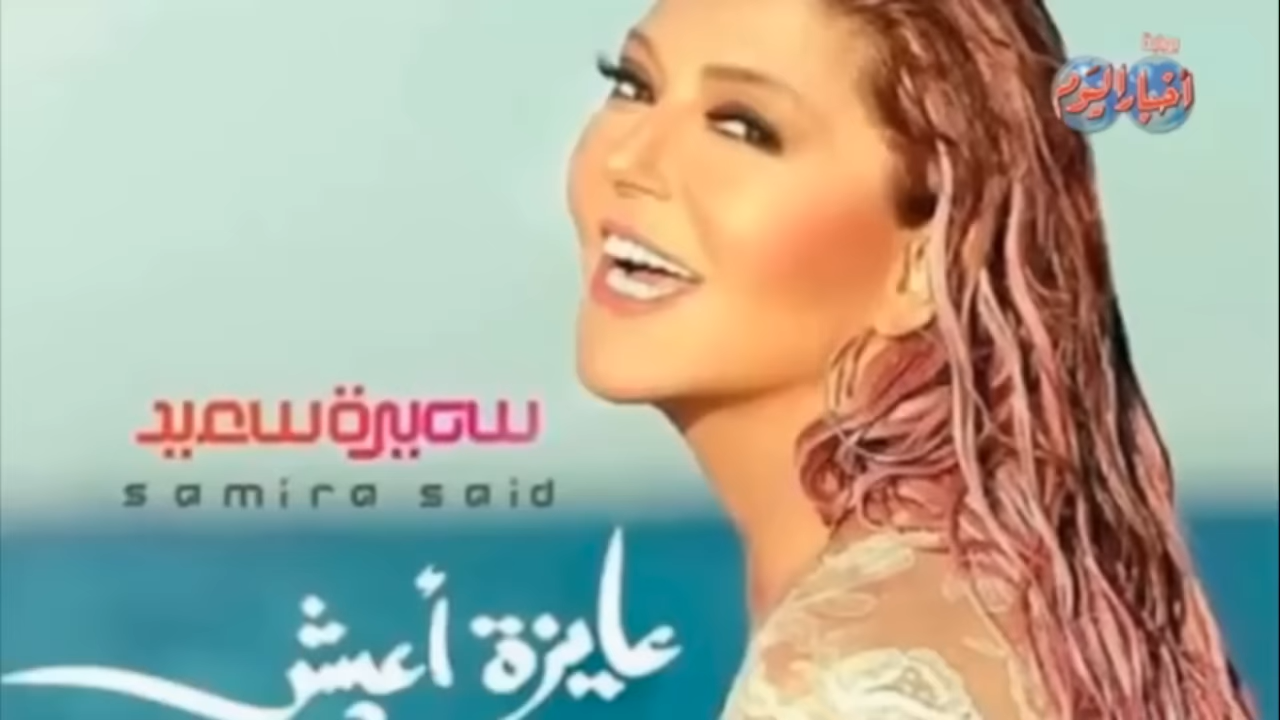 أخبار اليوم
سميرة سعيد
samira said
عايزة أعيش